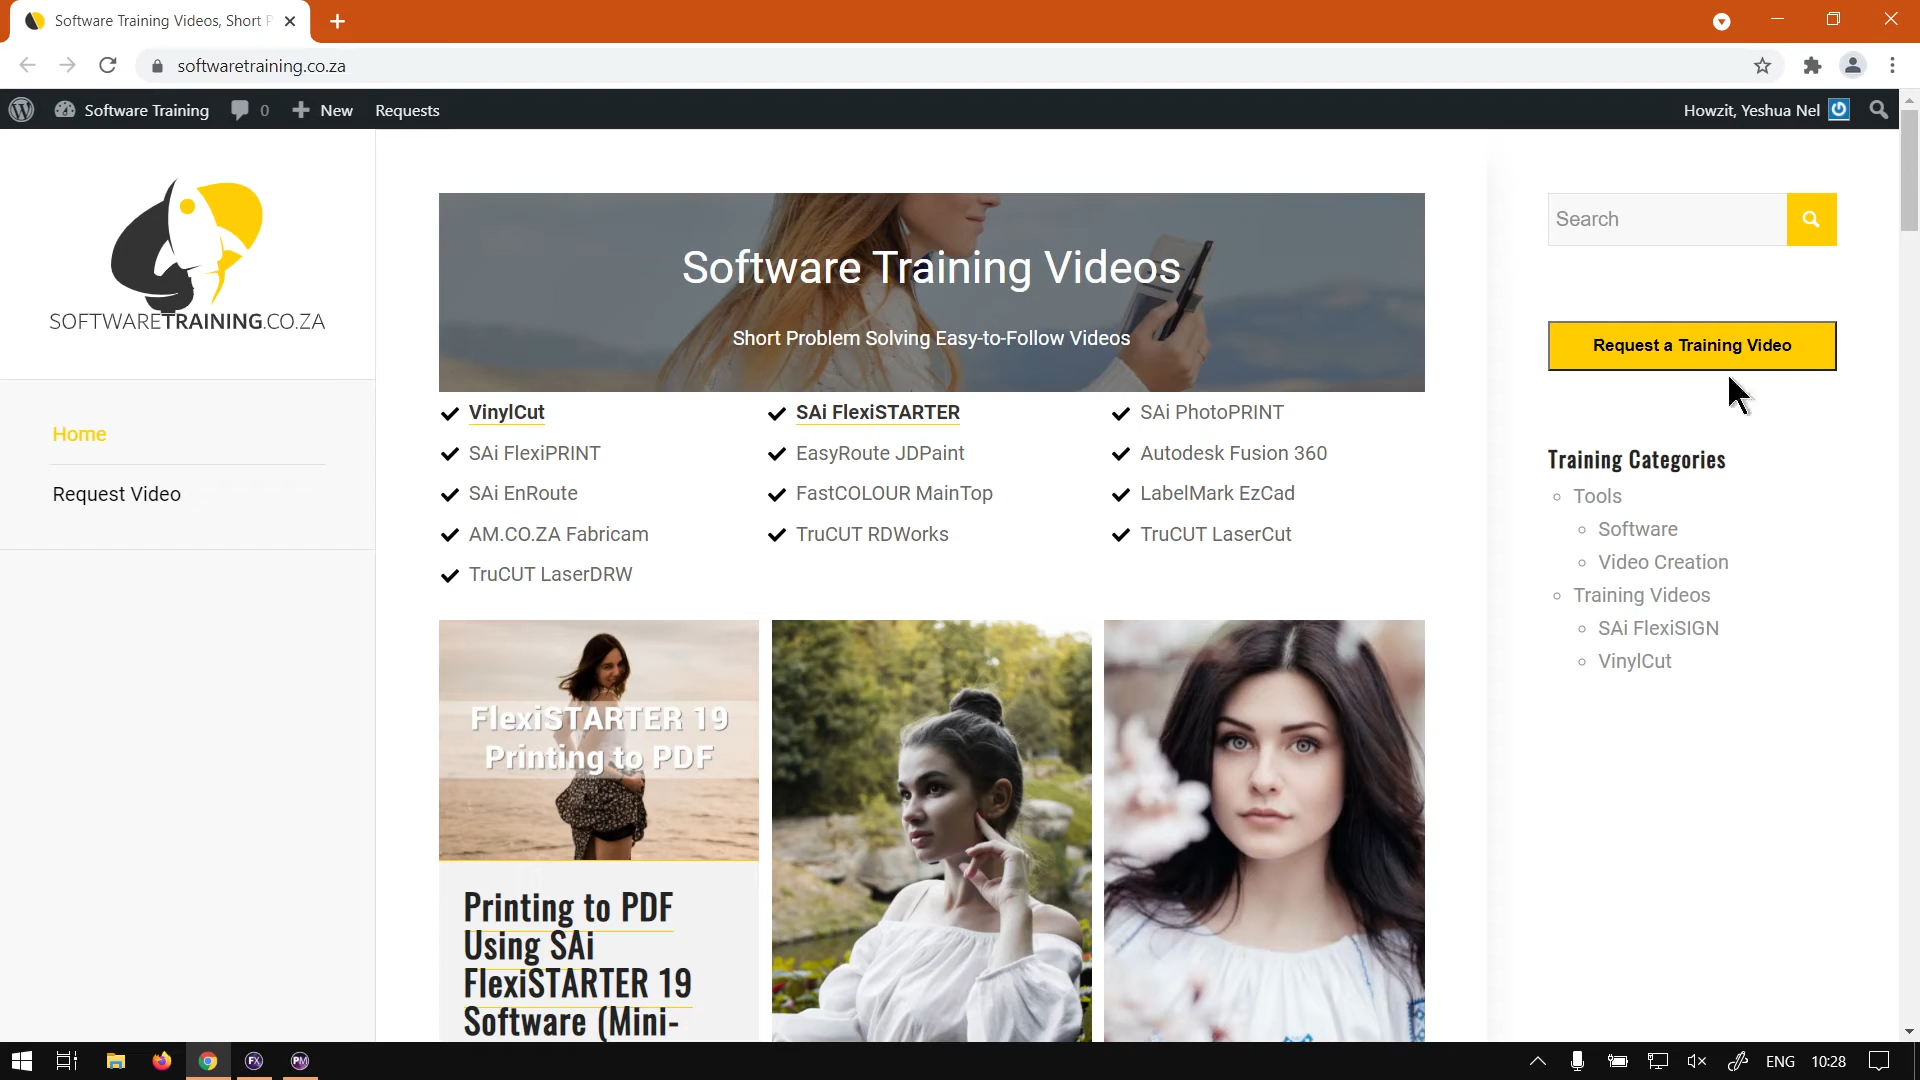 Software Training Videos, Short P
softwaretraining.co.za
Software Training 0 New Requests
Howzit, Yeshua Nel
SOFTWARETRAINING.CO.ZA
Home
Request Video
Software Training Videos
Short Problem Solving Easy-to-Follow Videos
VinylCut
SAi FlexiSTARTER
SAi PhotoPRINT
SAi FlexiPRINT
EasyRoute JDPaint
Autodesk Fusion 360
SAi EnRoute
FastCOLOUR MainTop
LabelMark EzCad
AM.CO.ZA Fabricam
TruCUT RDWorks
TruCUT LaserCut
TruCUT LaserDRW
FlexiSTARTER 19
Printing to PDF
Printing to PDF
Using SAi
FlexiSTARTER 19
Software (Mini-
Search
Request a Training Video
Training Categories
Tools
Software
Video Creation
Training Videos
SAi FlexiSIGN
VinylCut
FX
PM
ENG
10:28